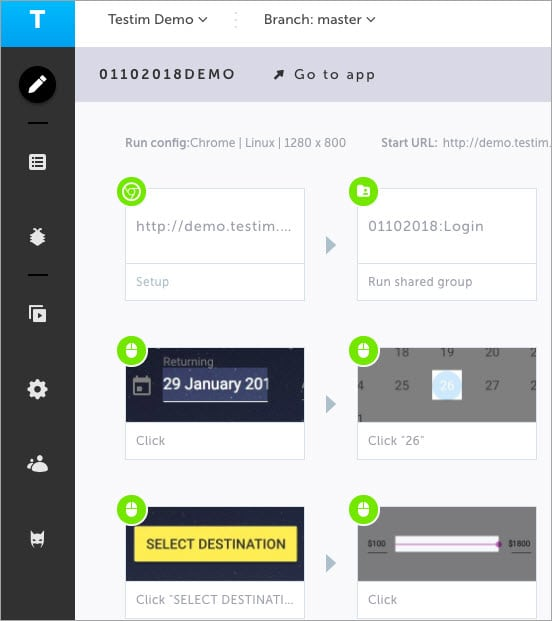 T
Testim Demo
Branch: master
01102018DEMO
Go to app
Run config:Chrome | Linux | 1280 x 800
Start URL: http://demo.testim.
http://demo.testim....
01102018:Login
Setup
Run shared group
Returning
29 January 201
18 19 20
4 25 26 27
Click
Click "26"
SELECT DESTINATION
$100 $1800
Click "SELECT DESTINATI...
Click